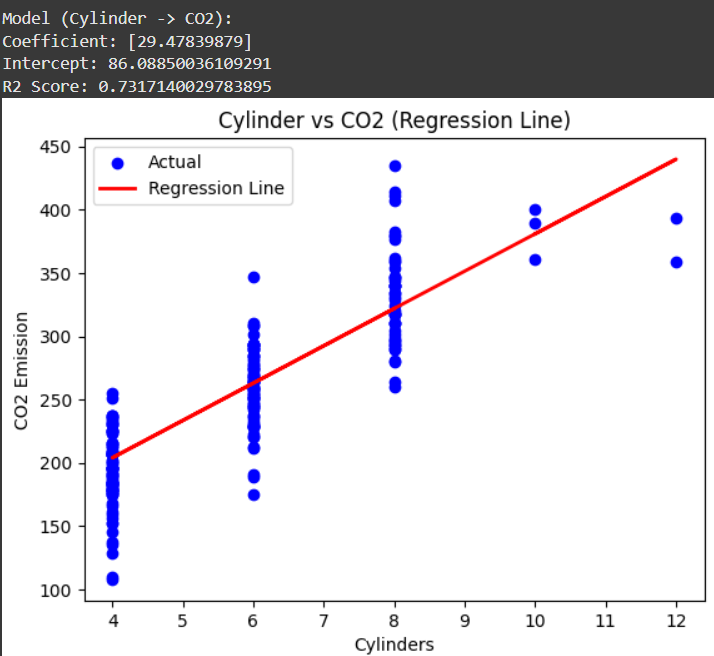 Model (Cylinder -> CO2):
Coefficient: [29.47839879]
Intercept: 86.08850036109291
R2 Score: 0.7317140029783895
Cylinder vs CO2 (Regression Line)
Actual
Regression Line
450
400
350
300
250
200
150
100
CO2 Emission
4 5 6 7 8 9 10 11 12
Cylinders